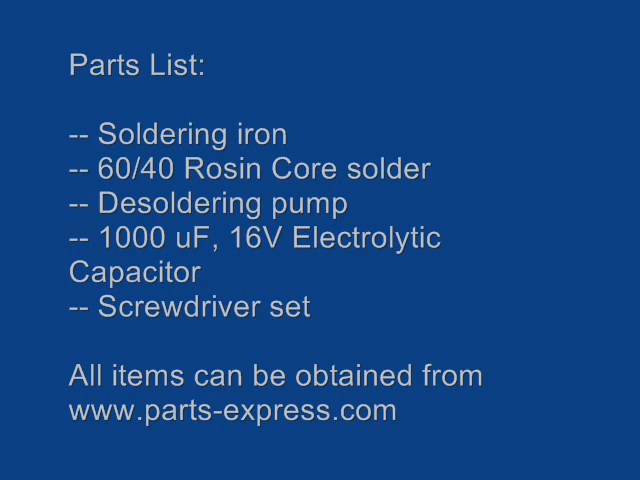 Parts List:
-- Soldering iron
-- 60/40 Rosin Core solder
-- Desoldering pump
-- 1000 uF, 16V Electrolytic
Capacitor
-- Screwdriver set
All items can be obtained from
www.parts-express.com